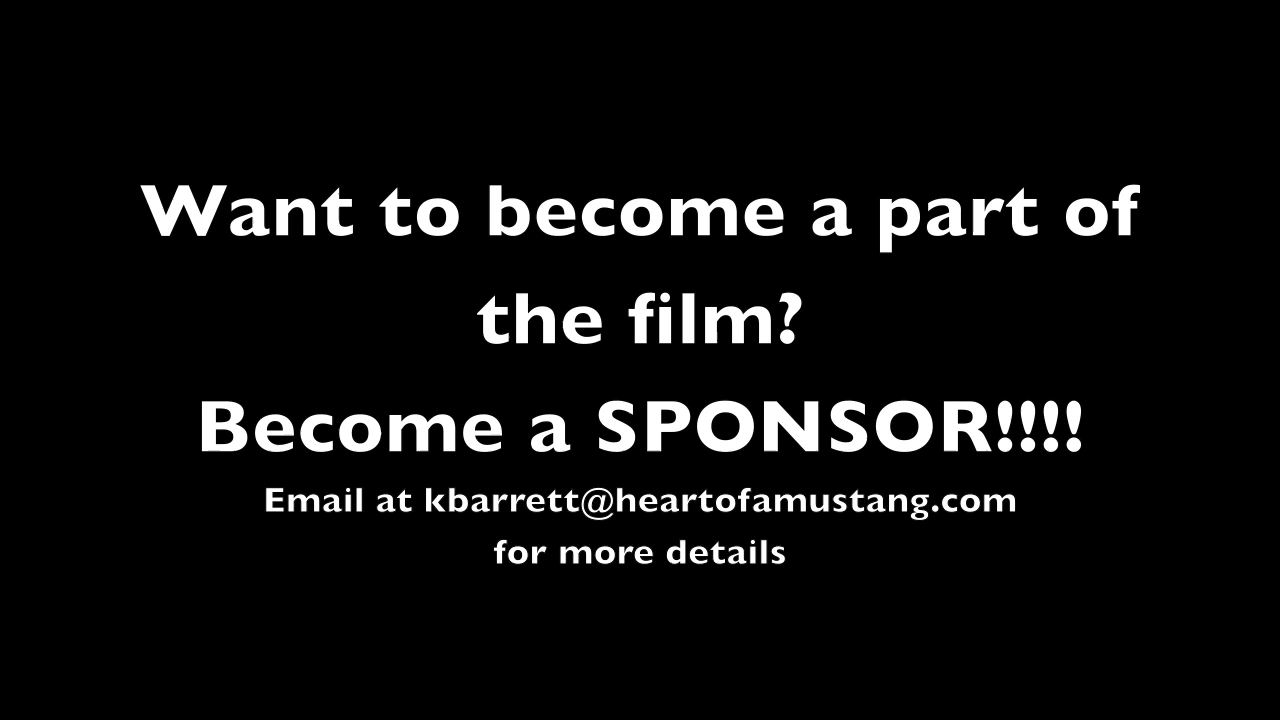 Want to become a part of
the film?
Become a SPONSOR!!!!
Email at kbarrett@heartofamustang.com
for more details